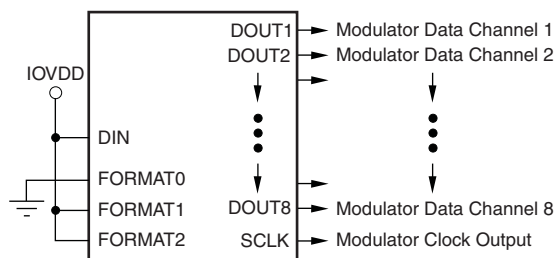 DOUT1 Modulator Data Channel 1
DOUT2 Modulator Data Channel 2
IOVDD
DIN
FORMAT0
FORMAT1
DOUT8 Modulator Data Channel 8
FORMAT2
SCLK Modulator Clock Output